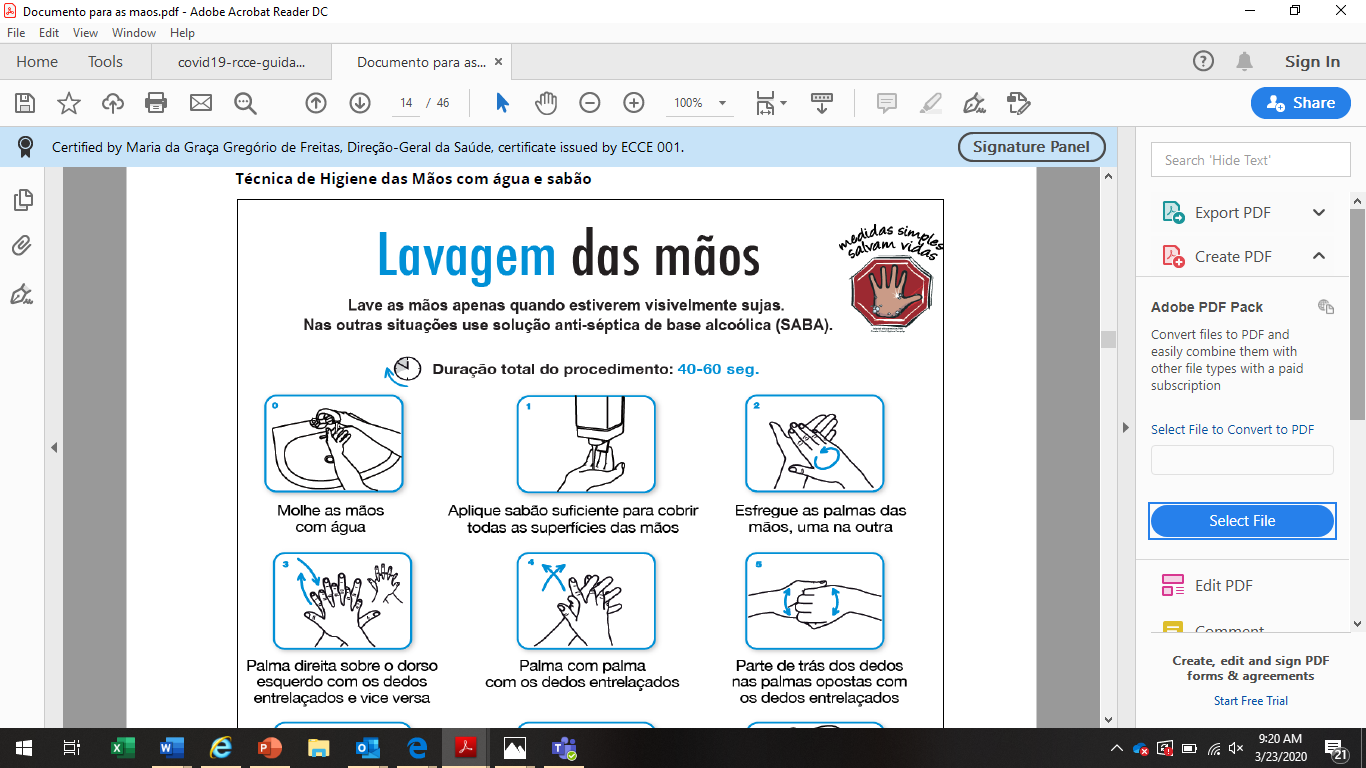 Documento para as maos.pdf - Adobe Acrobat Reader DC
File Edit View Window Help
Home Tools covid19-rcce-guida... Documento para as... Sign In
14 / 46 100% Share
Certified by Maria da Graça Gregório de Freitas, Direção-Geral da Saúde, certificate issued by ECCE 001. Signature Panel
Técnica de Higiene das Mãos com água e sabão
Lavagem das mãos
medidas simples
salvam vidas
Lave as mãos apenas quando estiverem visivelmente sujas.
Nas outras situações use solução anti-séptica de base alcoólica (SABA).
Duração total do procedimento: 40-60 seg.
0 1 2
Molhe as mãos
com água
Aplique sabão suficiente para cobrir
todas as superfícies das mãos
Esfregue as palmas das
mãos, uma na outra
3 4 5
Palma direita sobre o dorso
esquerdo com os dedos
entrelaçados e vice versa
Palma com palma
com os dedos entrelaçados
Parte de trás dos dedos
nas palmas opostas com
os dedos entrelaçados
Search 'Hide Text'
Export PDF
Create PDF
Adobe PDF Pack
Convert files to PDF and
easily combine them with
other file types with a paid
subscription
Select File to Convert to PDF
Select File
Edit PDF
Comment
Create, edit and sign PDF
forms & agreements
Start Free Trial
9:20 AM
3/23/2020
21